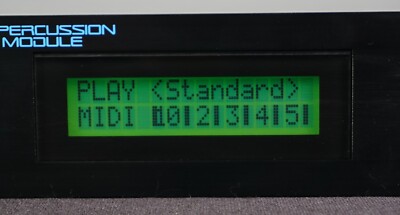 PERCUSSION
MODULE
PLAY <Standard>
MIDI 10|2|3|4|5|